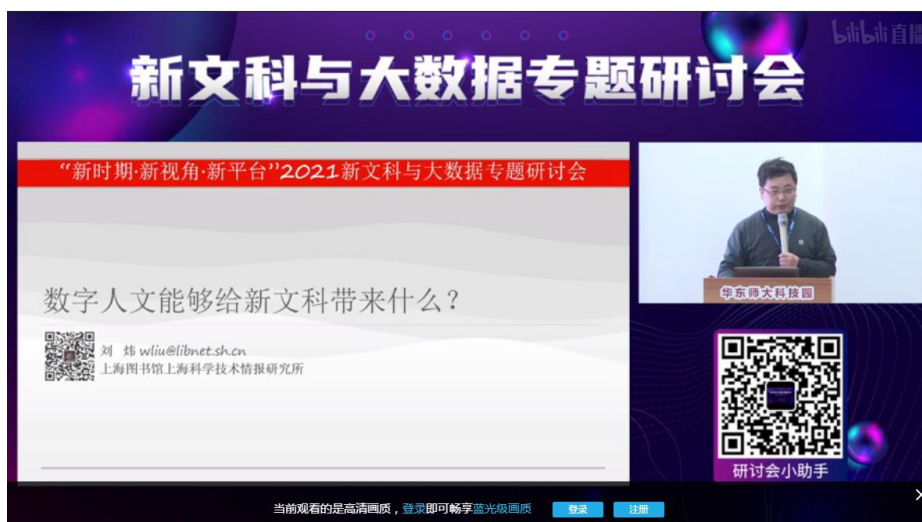 bilibili直播
新文科与大数据专题研讨会
“新时期·新视角·新平台”2021新文科与大数据专题研讨会
数字人文能够给新文科带来什么？
刘 炜 wliu@libnet.sh.cn
上海图书馆上海科学技术情报研究所
华东师大科技园
研讨会小助手
当前观看的是高清画质，登录即可畅享蓝光级画质
登录
注册